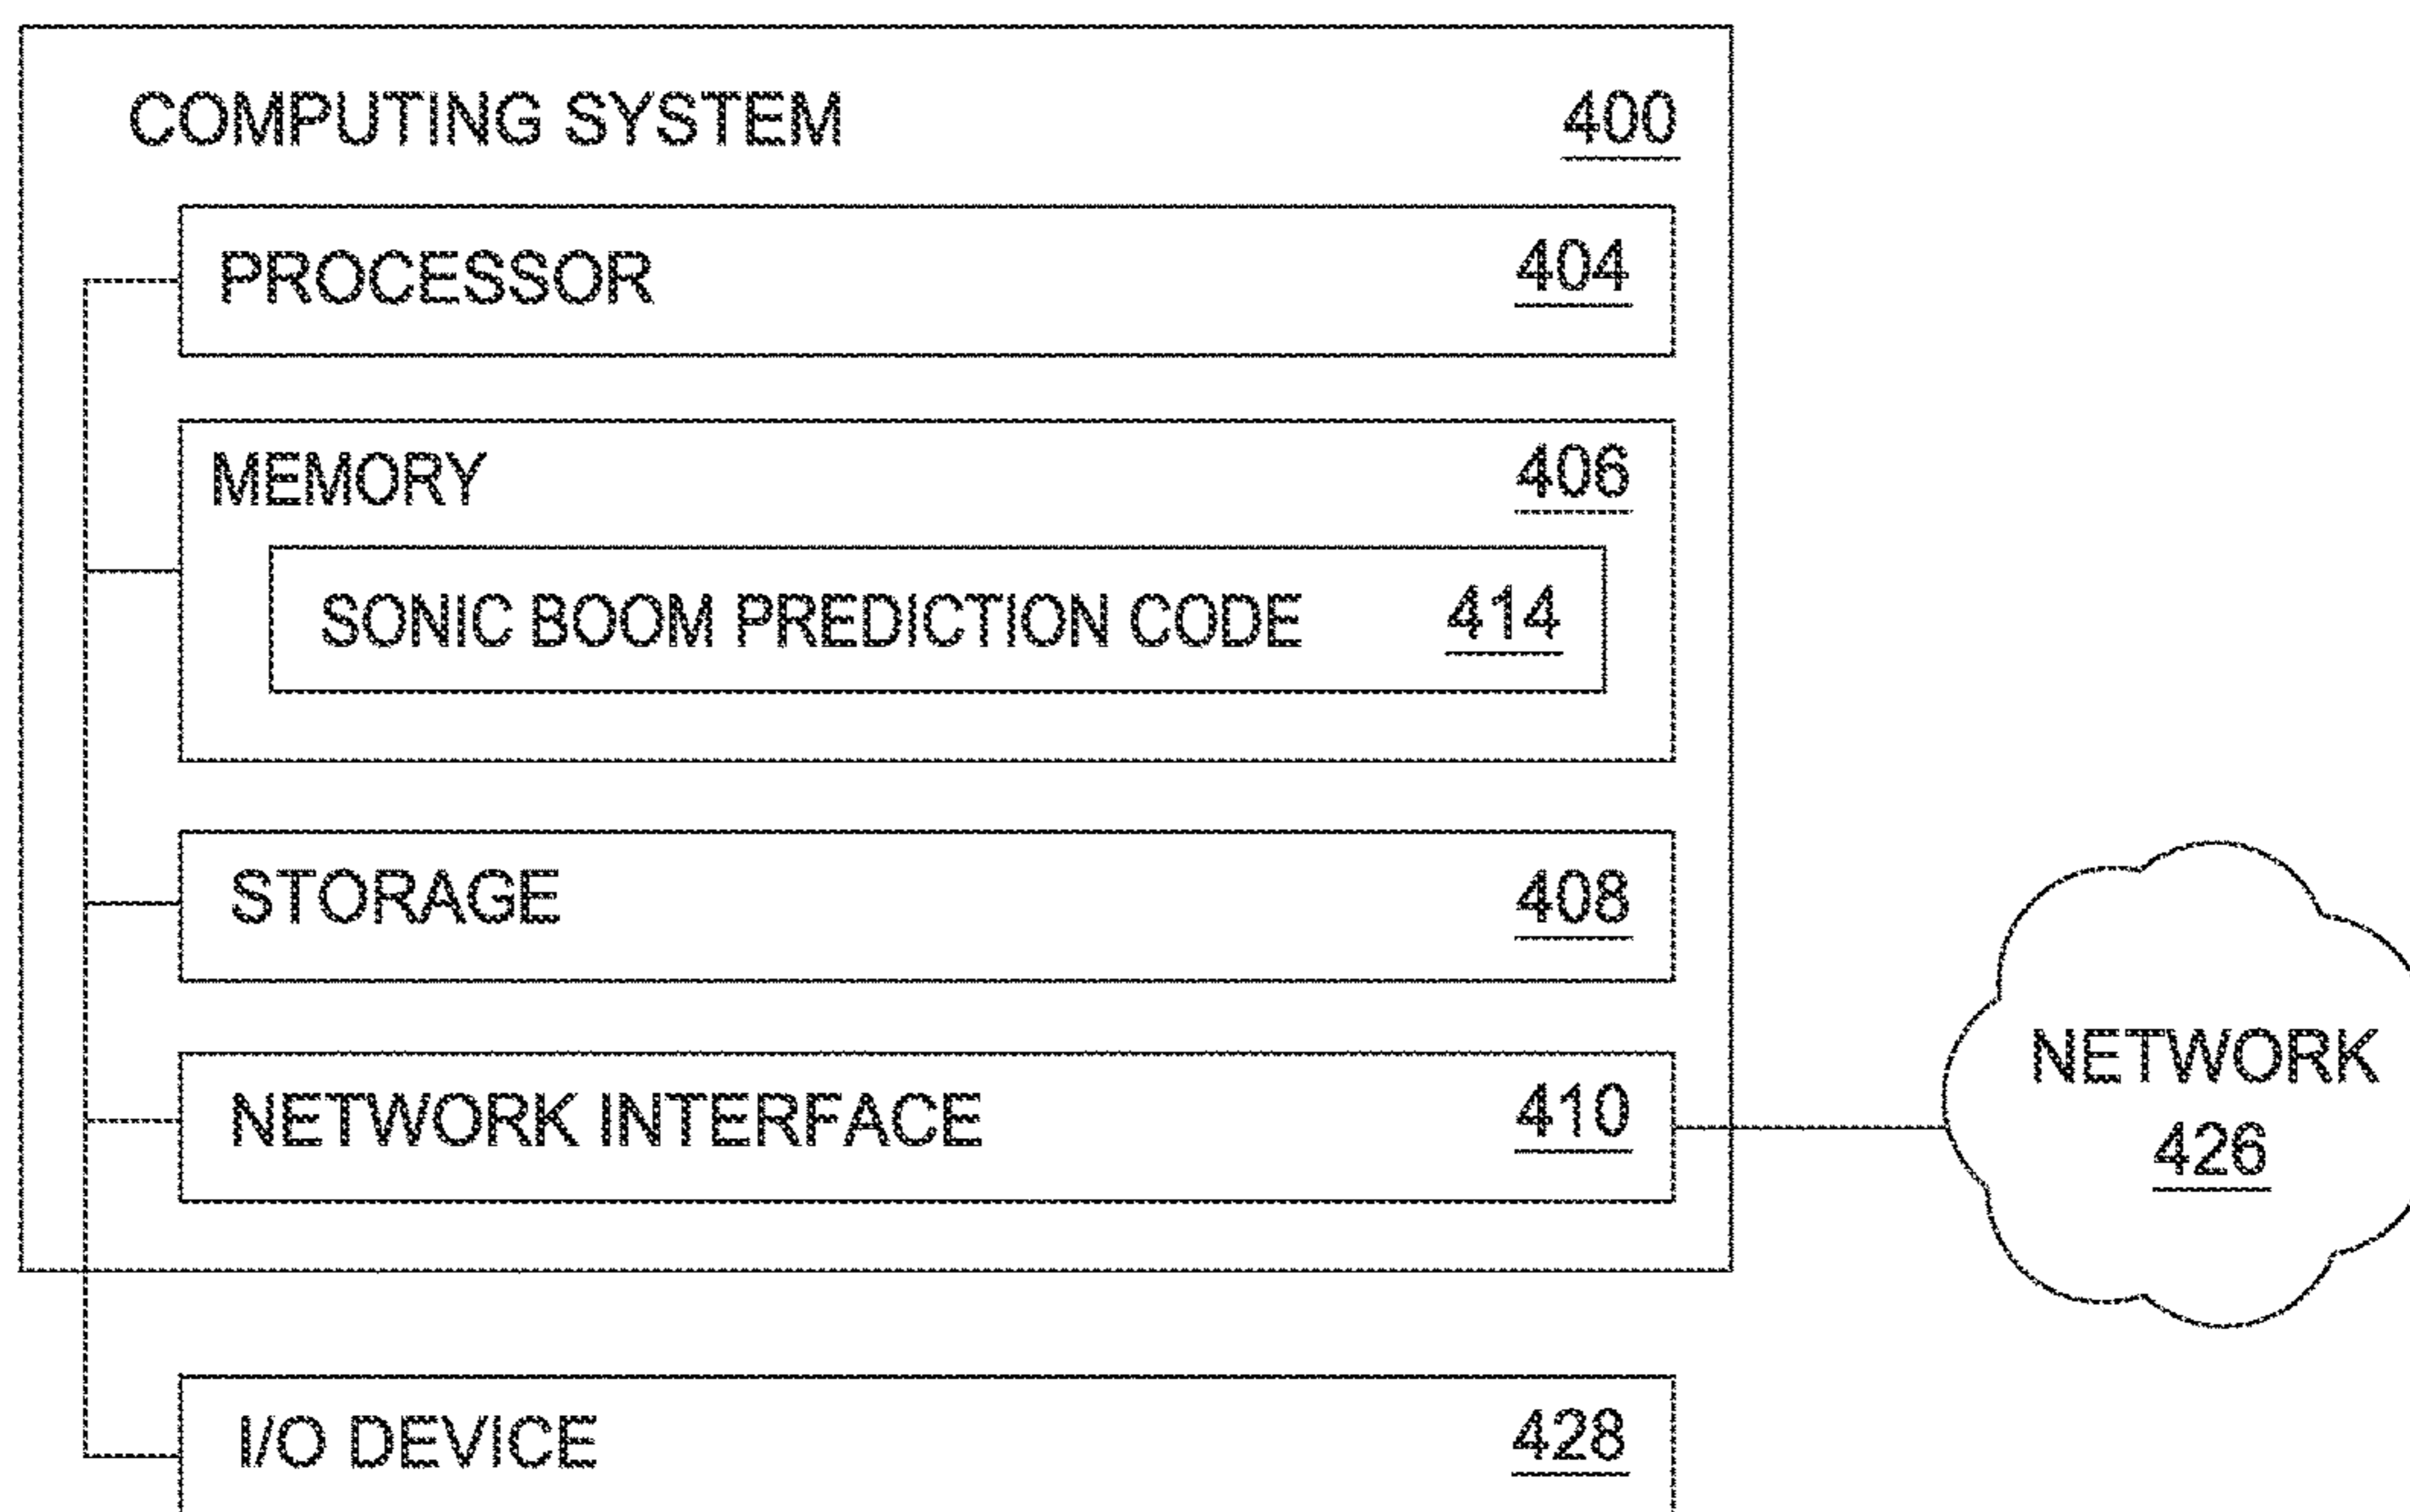 COMPUTING SYSTEM 400
PROCESSOR 404
MEMORY 406
SONIC BOOM PREDICTION CODE 414
STORAGE 408
NETWORK INTERFACE 410
NETWORK
426
I/O DEVICE 428